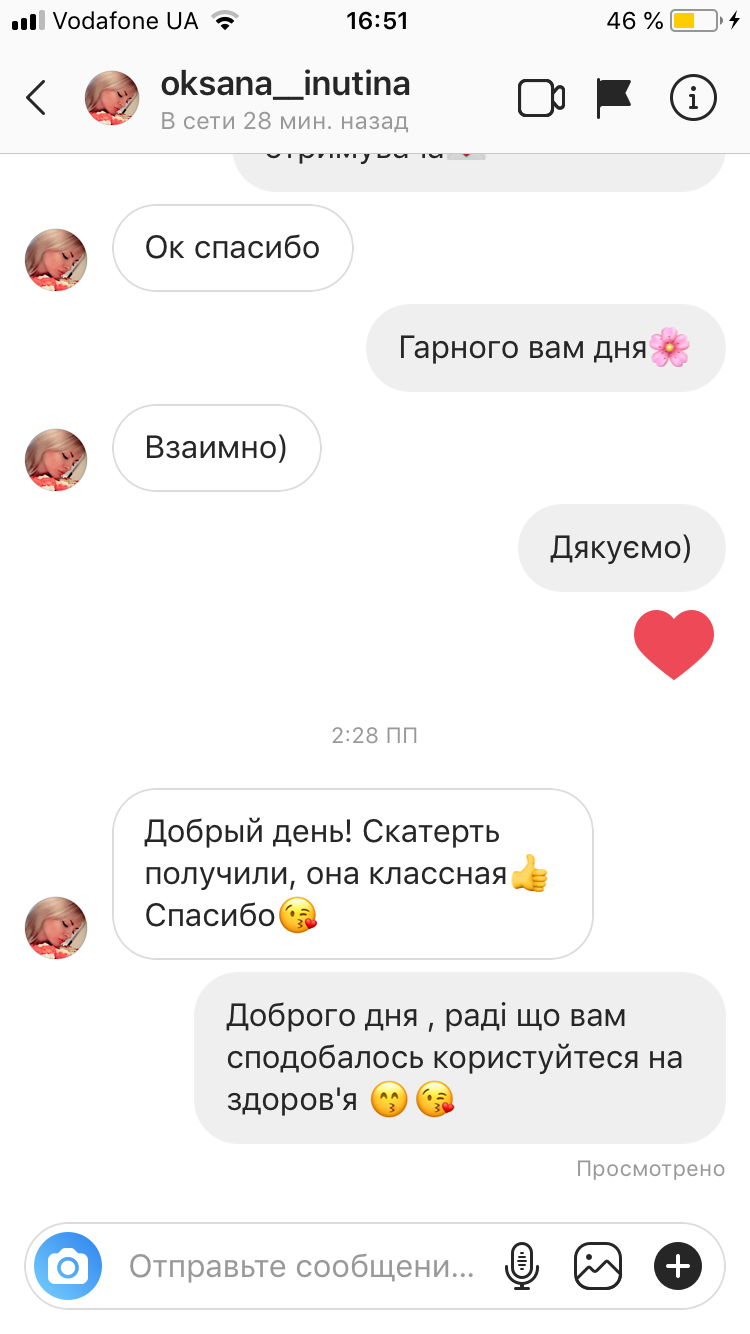 Vodafone UA 16:51 46 %
oksana__inutina
В сети 28 мин. назад
Ок спасибо
Гарного вам дня🌸
Взаимно)
Дякуємо)
2:28 ПП
Добрый день! Скатерть
получили, она классная👍
Спасибо😘
Доброго дня , раді що вам
сподобалось користуйтеся на
здоров'я 😙😘
Просмотрено
Отправьте сообщени...